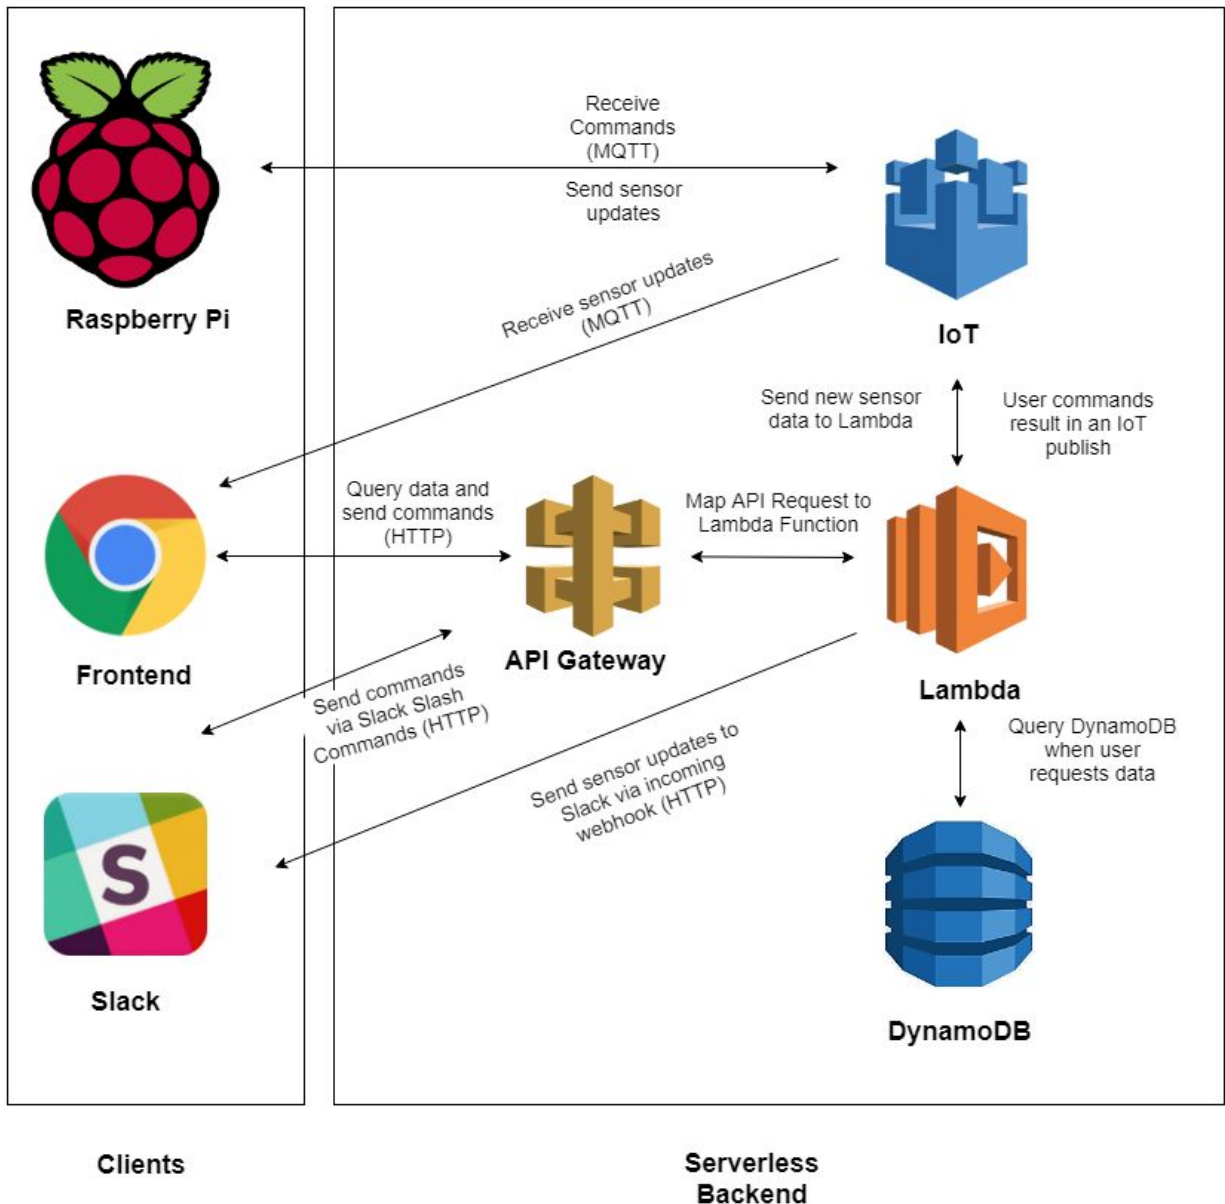 Receive
Commands
(MQTT)
Send sensor
updates
Raspberry Pi
Receive sensor updates
(MQTT)
IoT
Send new sensor
data to Lambda
User commands
result in an IoT
publish
Query data and
send commands
(HTTP)
Map API Request to
Lambda Function
Frontend
API Gateway
Lambda
Send commands
via Slack Slash
Commands (HTTP)
Send sensor updates to
Slack via incoming
webhook (HTTP)
Query DynamoDB
when user
requests data
S
Slack
DynamoDB
Clients
Serverless
Backend